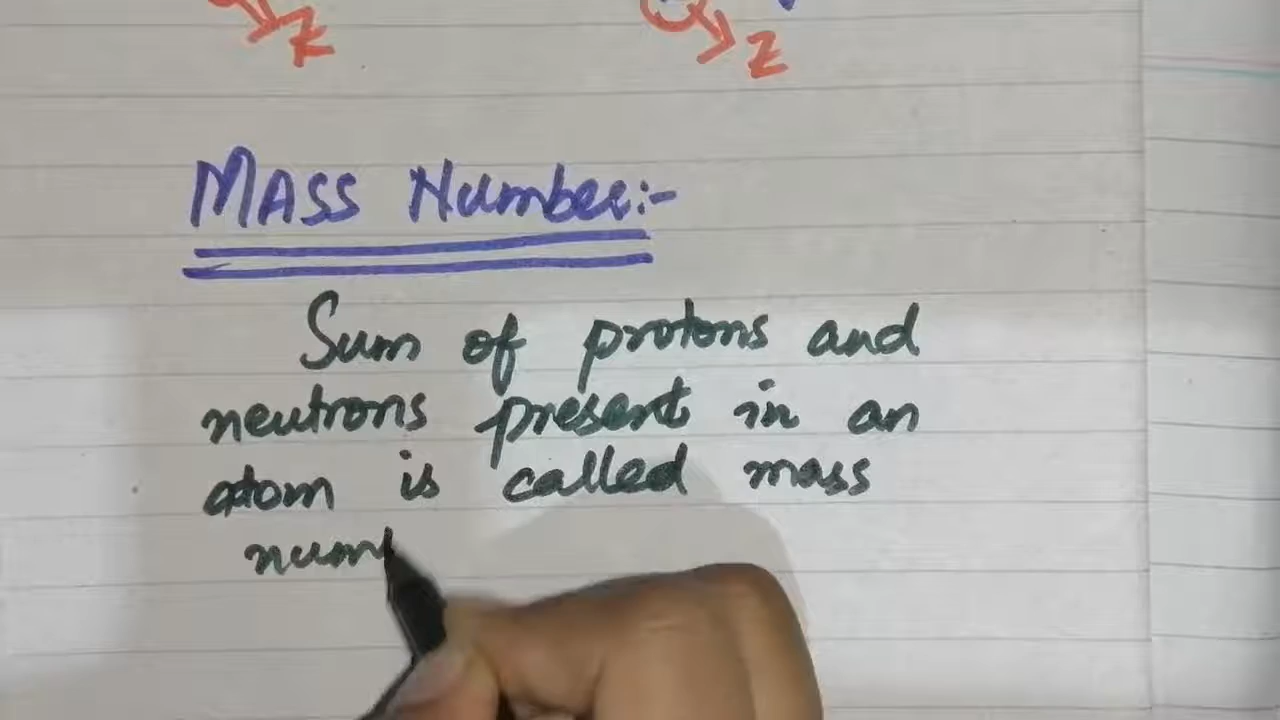 Z Z
MASS Number:-
Sum of protons and
neutrons present in an
atom is called mass
num